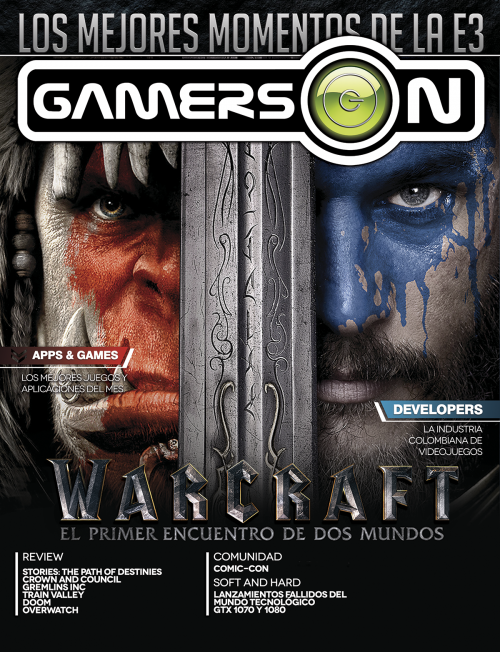 LOS MEJORES MOMENTOS DE LA E3
GAMERS ON
APPS & GAMES
LOS MEJORES JUEGOS Y
APLICACIONES DEL MES
DEVELOPERS
LA INDUSTRIA
COLOMBIANA DE
VIDEOJUEGOS
WARCRAFT
EL PRIMER ENCUENTRO DE DOS MUNDOS
REVIEW
STORIES: THE PATH OF DESTINIES
CROWN AND COUNCIL
GREMLINS INC
TRAIN VALLEY
DOOM
OVERWATCH
COMUNIDAD
COMIC-CON
SOFT AND HARD
LANZAMIENTOS FALLIDOS DEL
MUNDO TECNOLÓGICO
GTX 1070 Y 1080